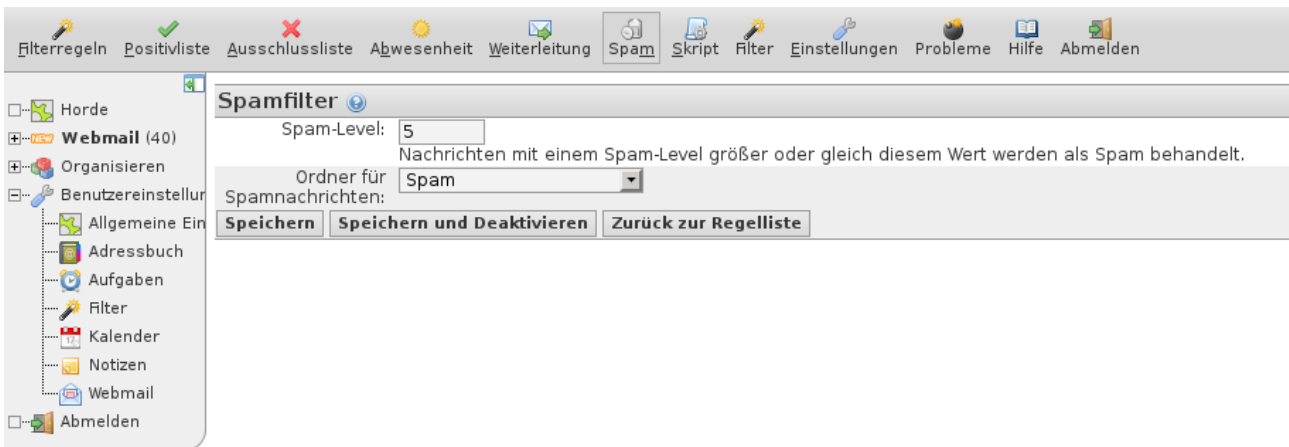 Filterregeln Positivliste Ausschlussliste Abwesenheit Weiterleitung Spam Skript Filter Einstellungen Probleme Hilfe Abmelden
Horde
NEW Webmail (40)
Organisieren
Benutzereinstellur
Allgemeine Ein
Adressbuch
Aufgaben
Filter
Kalender
Notizen
Webmail
Abmelden
Spamfilter
Spam-Level: 5
Nachrichten mit einem Spam-Level größer oder gleich diesem Wert werden als Spam behandelt.
Ordner für
Spamnachrichten: Spam
Speichern Speichern und Deaktivieren Zurück zur Regelliste